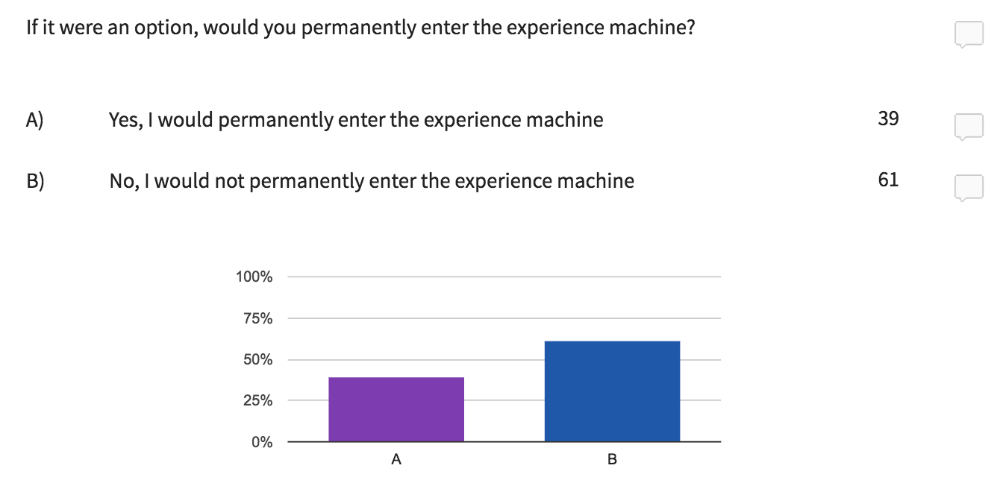 If it were an option, would you permanently enter the experience machine?
A) Yes, I would permanently enter the experience machine 39
B) No, I would not permanently enter the experience machine 61
100%
75%
50%
25%
0%
A B